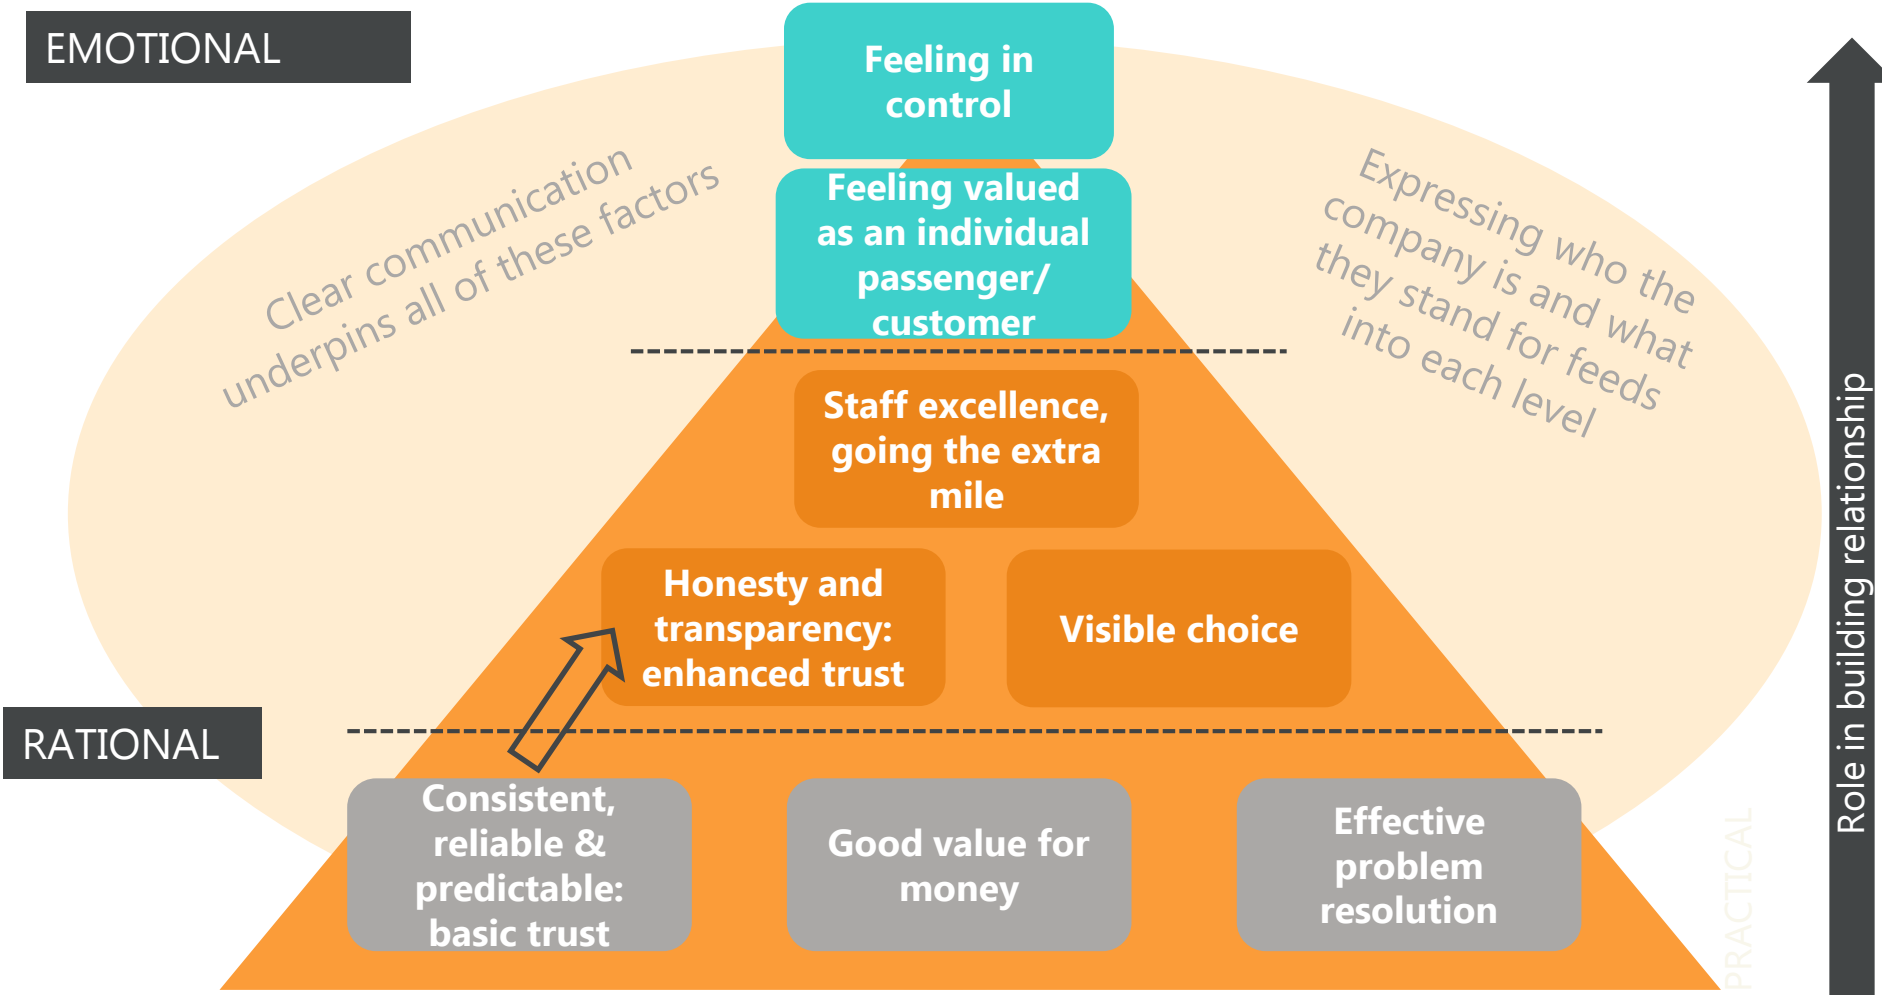 EMOTIONAL
Feeling in
control
Clear communication
underpins all of these factors
Expressing who the
company is and what
they stand for feeds
into each level
Feeling valued
as an individual
passenger/
customer
Staff excellence,
going the extra
mile
Honesty and
transparency:
enhanced trust
Visible choice
RATIONAL
Consistent,
reliable &
predictable:
basic trust
Good value for
money
Effective
problem
resolution
PRACTICAL
Role in building relationship